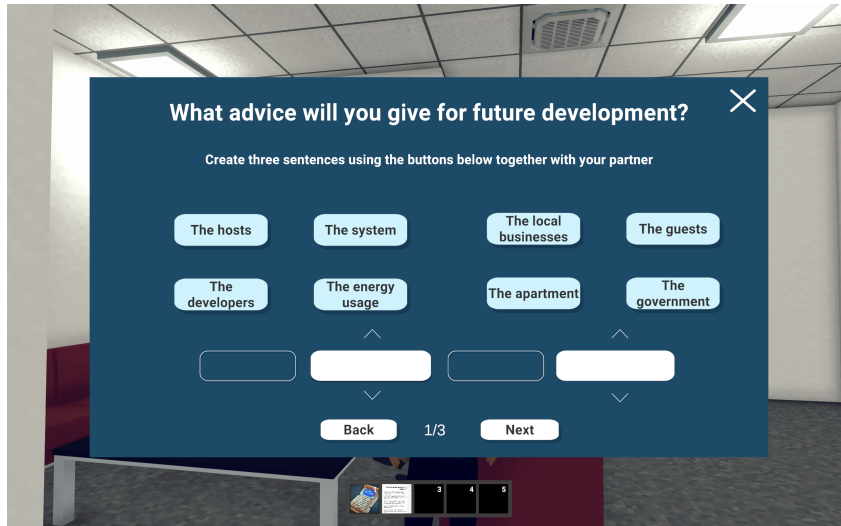 What advice will you give for future development?
Create three sentences using the buttons below together with your partner
The hosts
The system
The local
businesses
The guests
The
developers
The energy
usage
The apartment
The
government
Back
1/3
Next
3
4
5